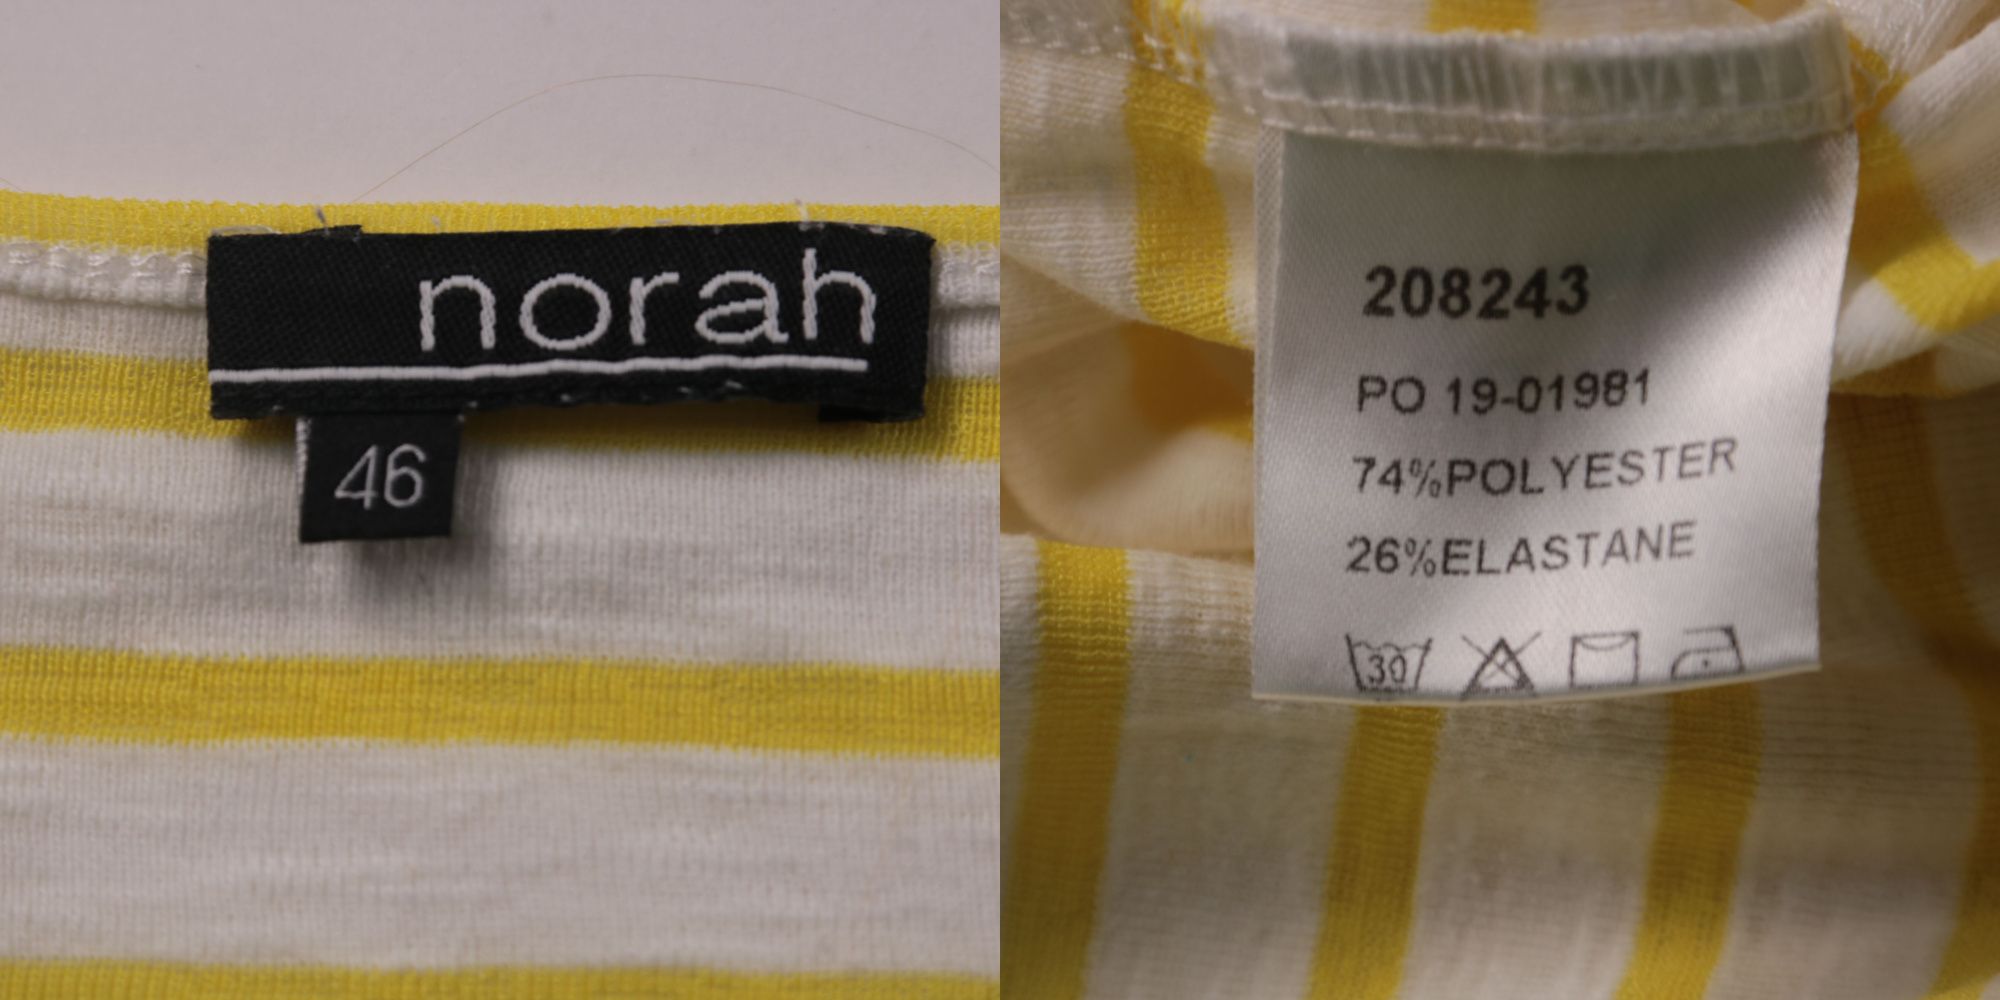 norah
46
208243
PO 19-01981
74%POLYESTER
26%ELASTANE
30